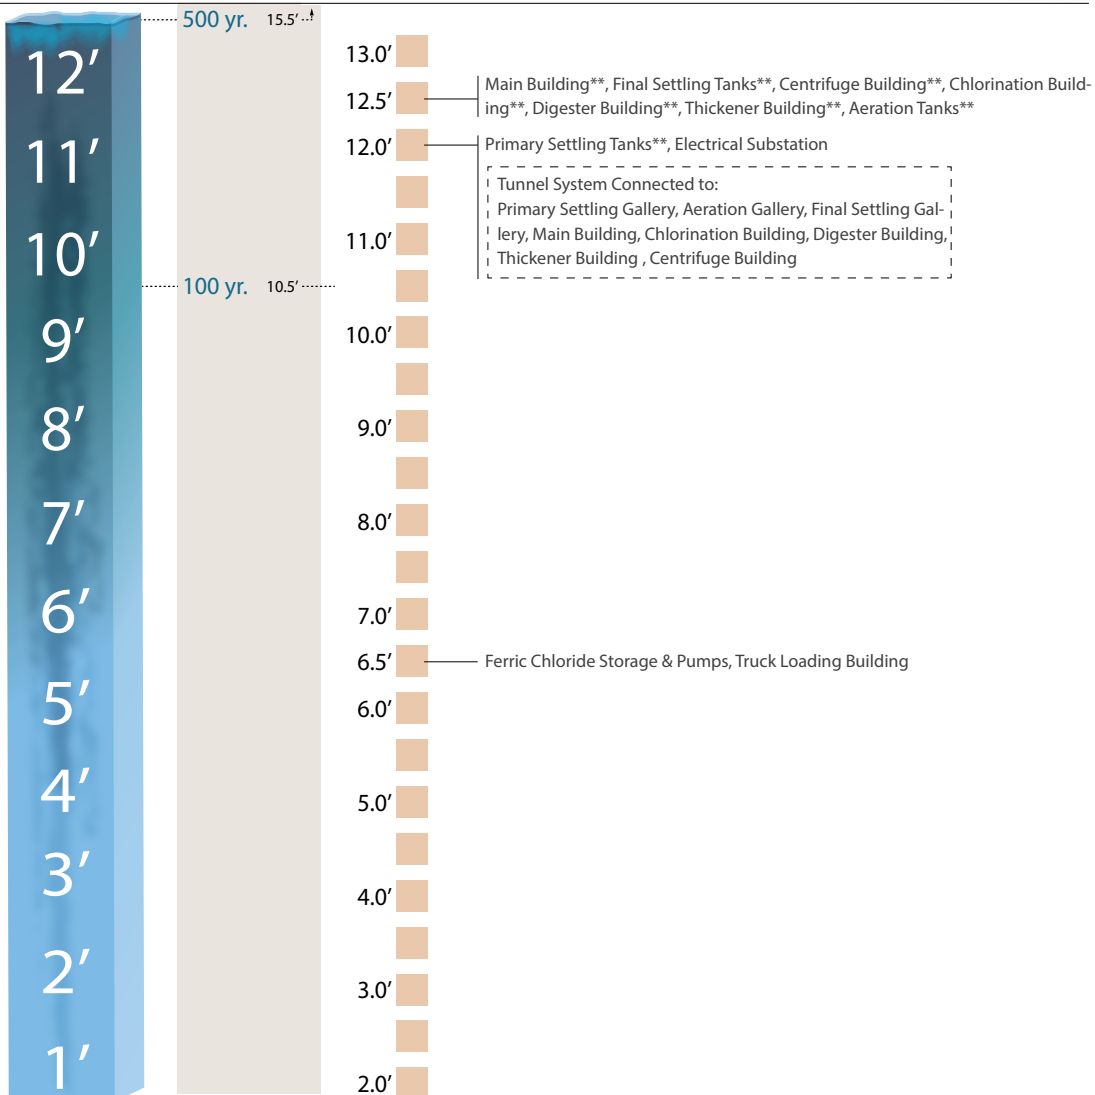 500 yr. 15.5’
12’
13.0’
12.5’
Main Building**, Final Settling Tanks**, Centrifuge Building**, Chlorination Build-
ing**, Digester Building**, Thickener Building**, Aeration Tanks**
11’
12.0’
Primary Settling Tanks**, Electrical Substation
Tunnel System Connected to:
Primary Settling Gallery, Aeration Gallery, Final Settling Gal-
lery, Main Building, Chlorination Building, Digester Building,
Thickener Building , Centrifuge Building
10’
11.0’
100 yr. 10.5’
9’
10.0’
8’
9.0’
7’
8.0’
6’
7.0’
6.5’
Ferric Chloride Storage & Pumps, Truck Loading Building
5’
6.0’
4’
5.0’
3’
4.0’
2’
3.0’
1’
2.0’